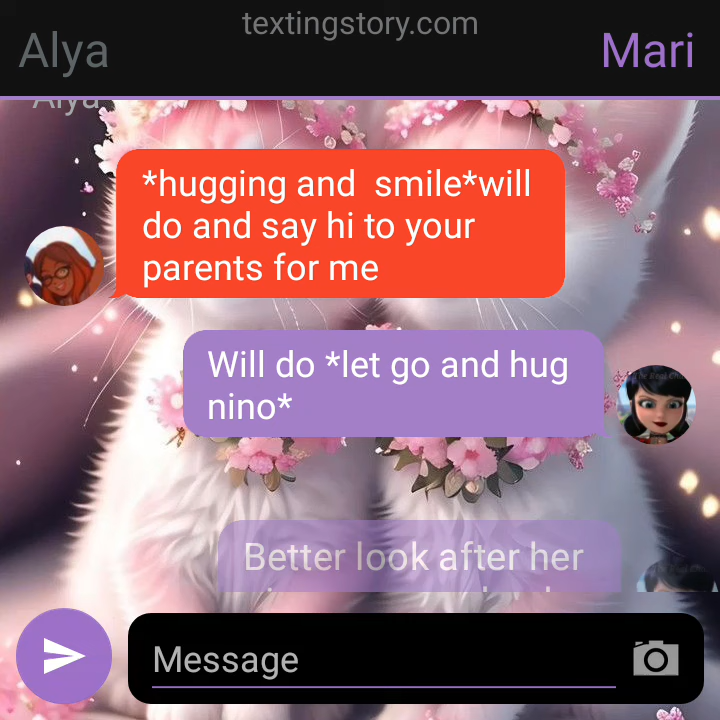 textingstory.com
Alya
Mari
Alya
*hugging and  smile*will
do and say hi to your
parents for me
Will do *let go and hug
nino*
Better look after her
Message